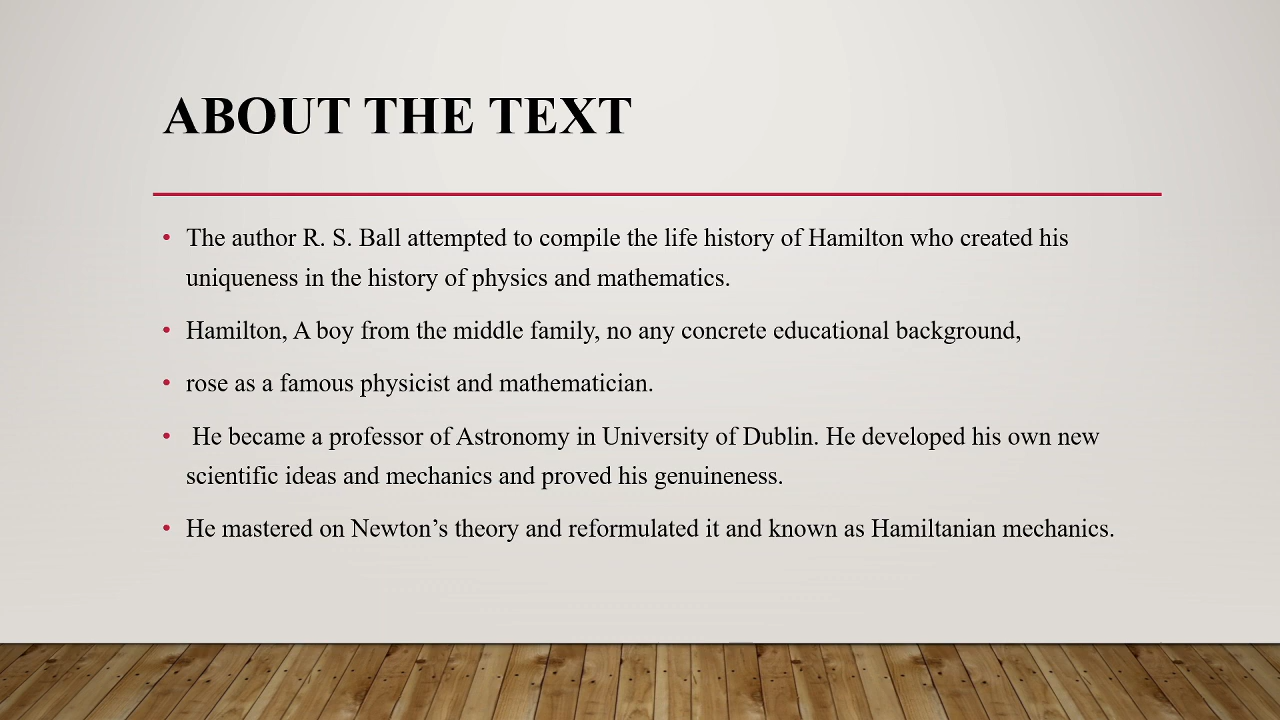 ABOUT THE TEXT
• The author R. S. Ball attempted to compile the life history of Hamilton who created his
uniqueness in the history of physics and mathematics.
• Hamilton, A boy from the middle family, no any concrete educational background,
• rose as a famous physicist and mathematician.
• He became a professor of Astronomy in University of Dublin. He developed his own new
scientific ideas and mechanics and proved his genuineness.
• He mastered on Newton’s theory and reformulated it and known as Hamiltanian mechanics.